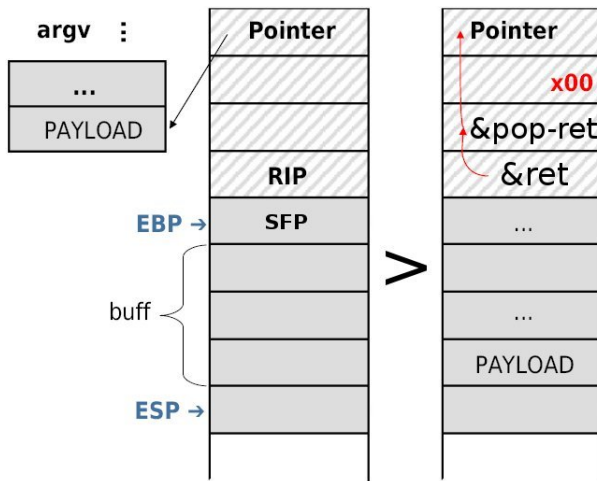 argv ⋮
...
PAYLOAD
Pointer
RIP
EBP → SFP
buff
ESP →
>
Pointer
x00
&pop-ret
&ret
...
...
PAYLOAD